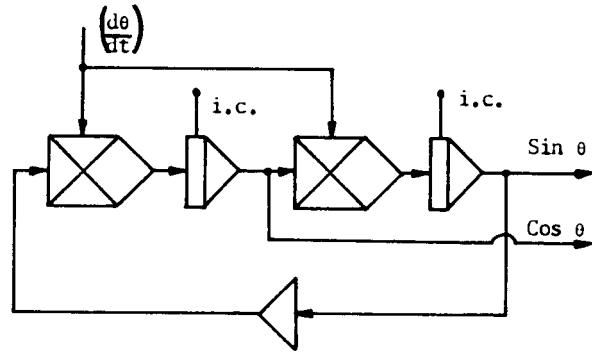 (dθ/dt)
i.c.
i.c.
Sin θ
Cos θ